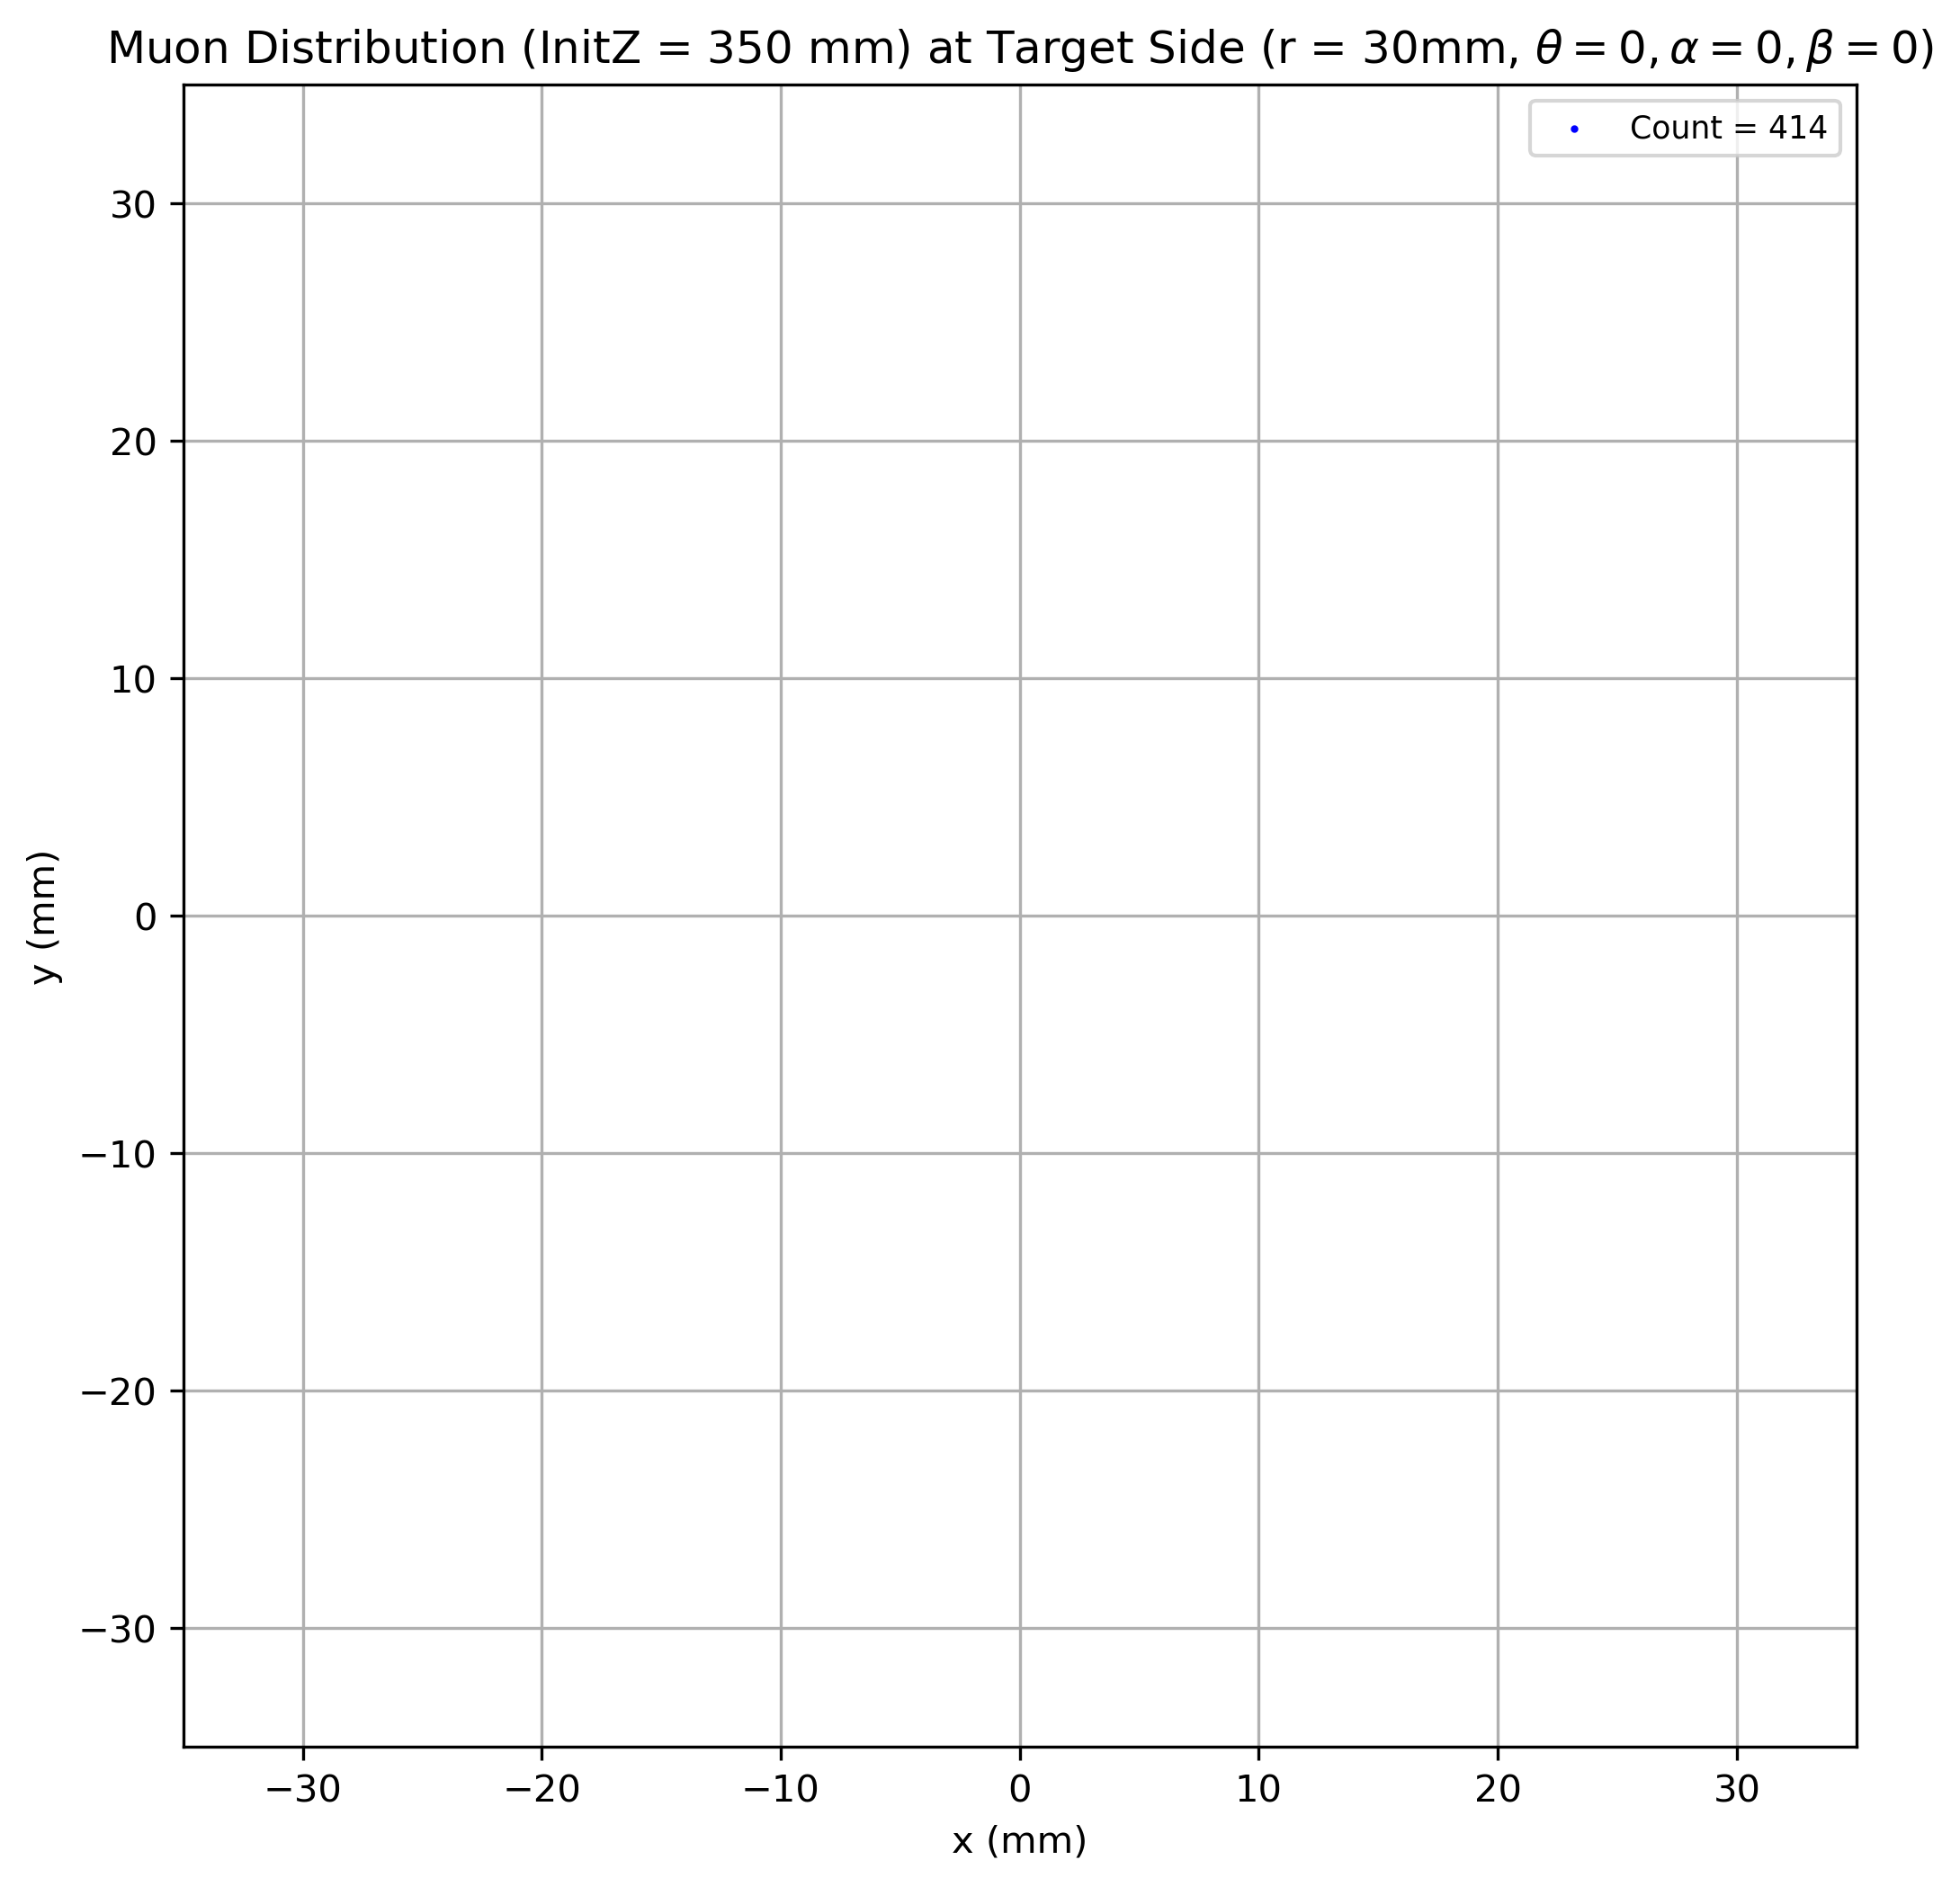 Muon Distribution (InitZ = 350 mm) at Target Side (r = 30mm, θ = 0, α = 0, β = 0)
Count = 414
30
20
10
0
−10
−20
−30
y (mm)
−30 −20 −10 0 10 20 30
x (mm)